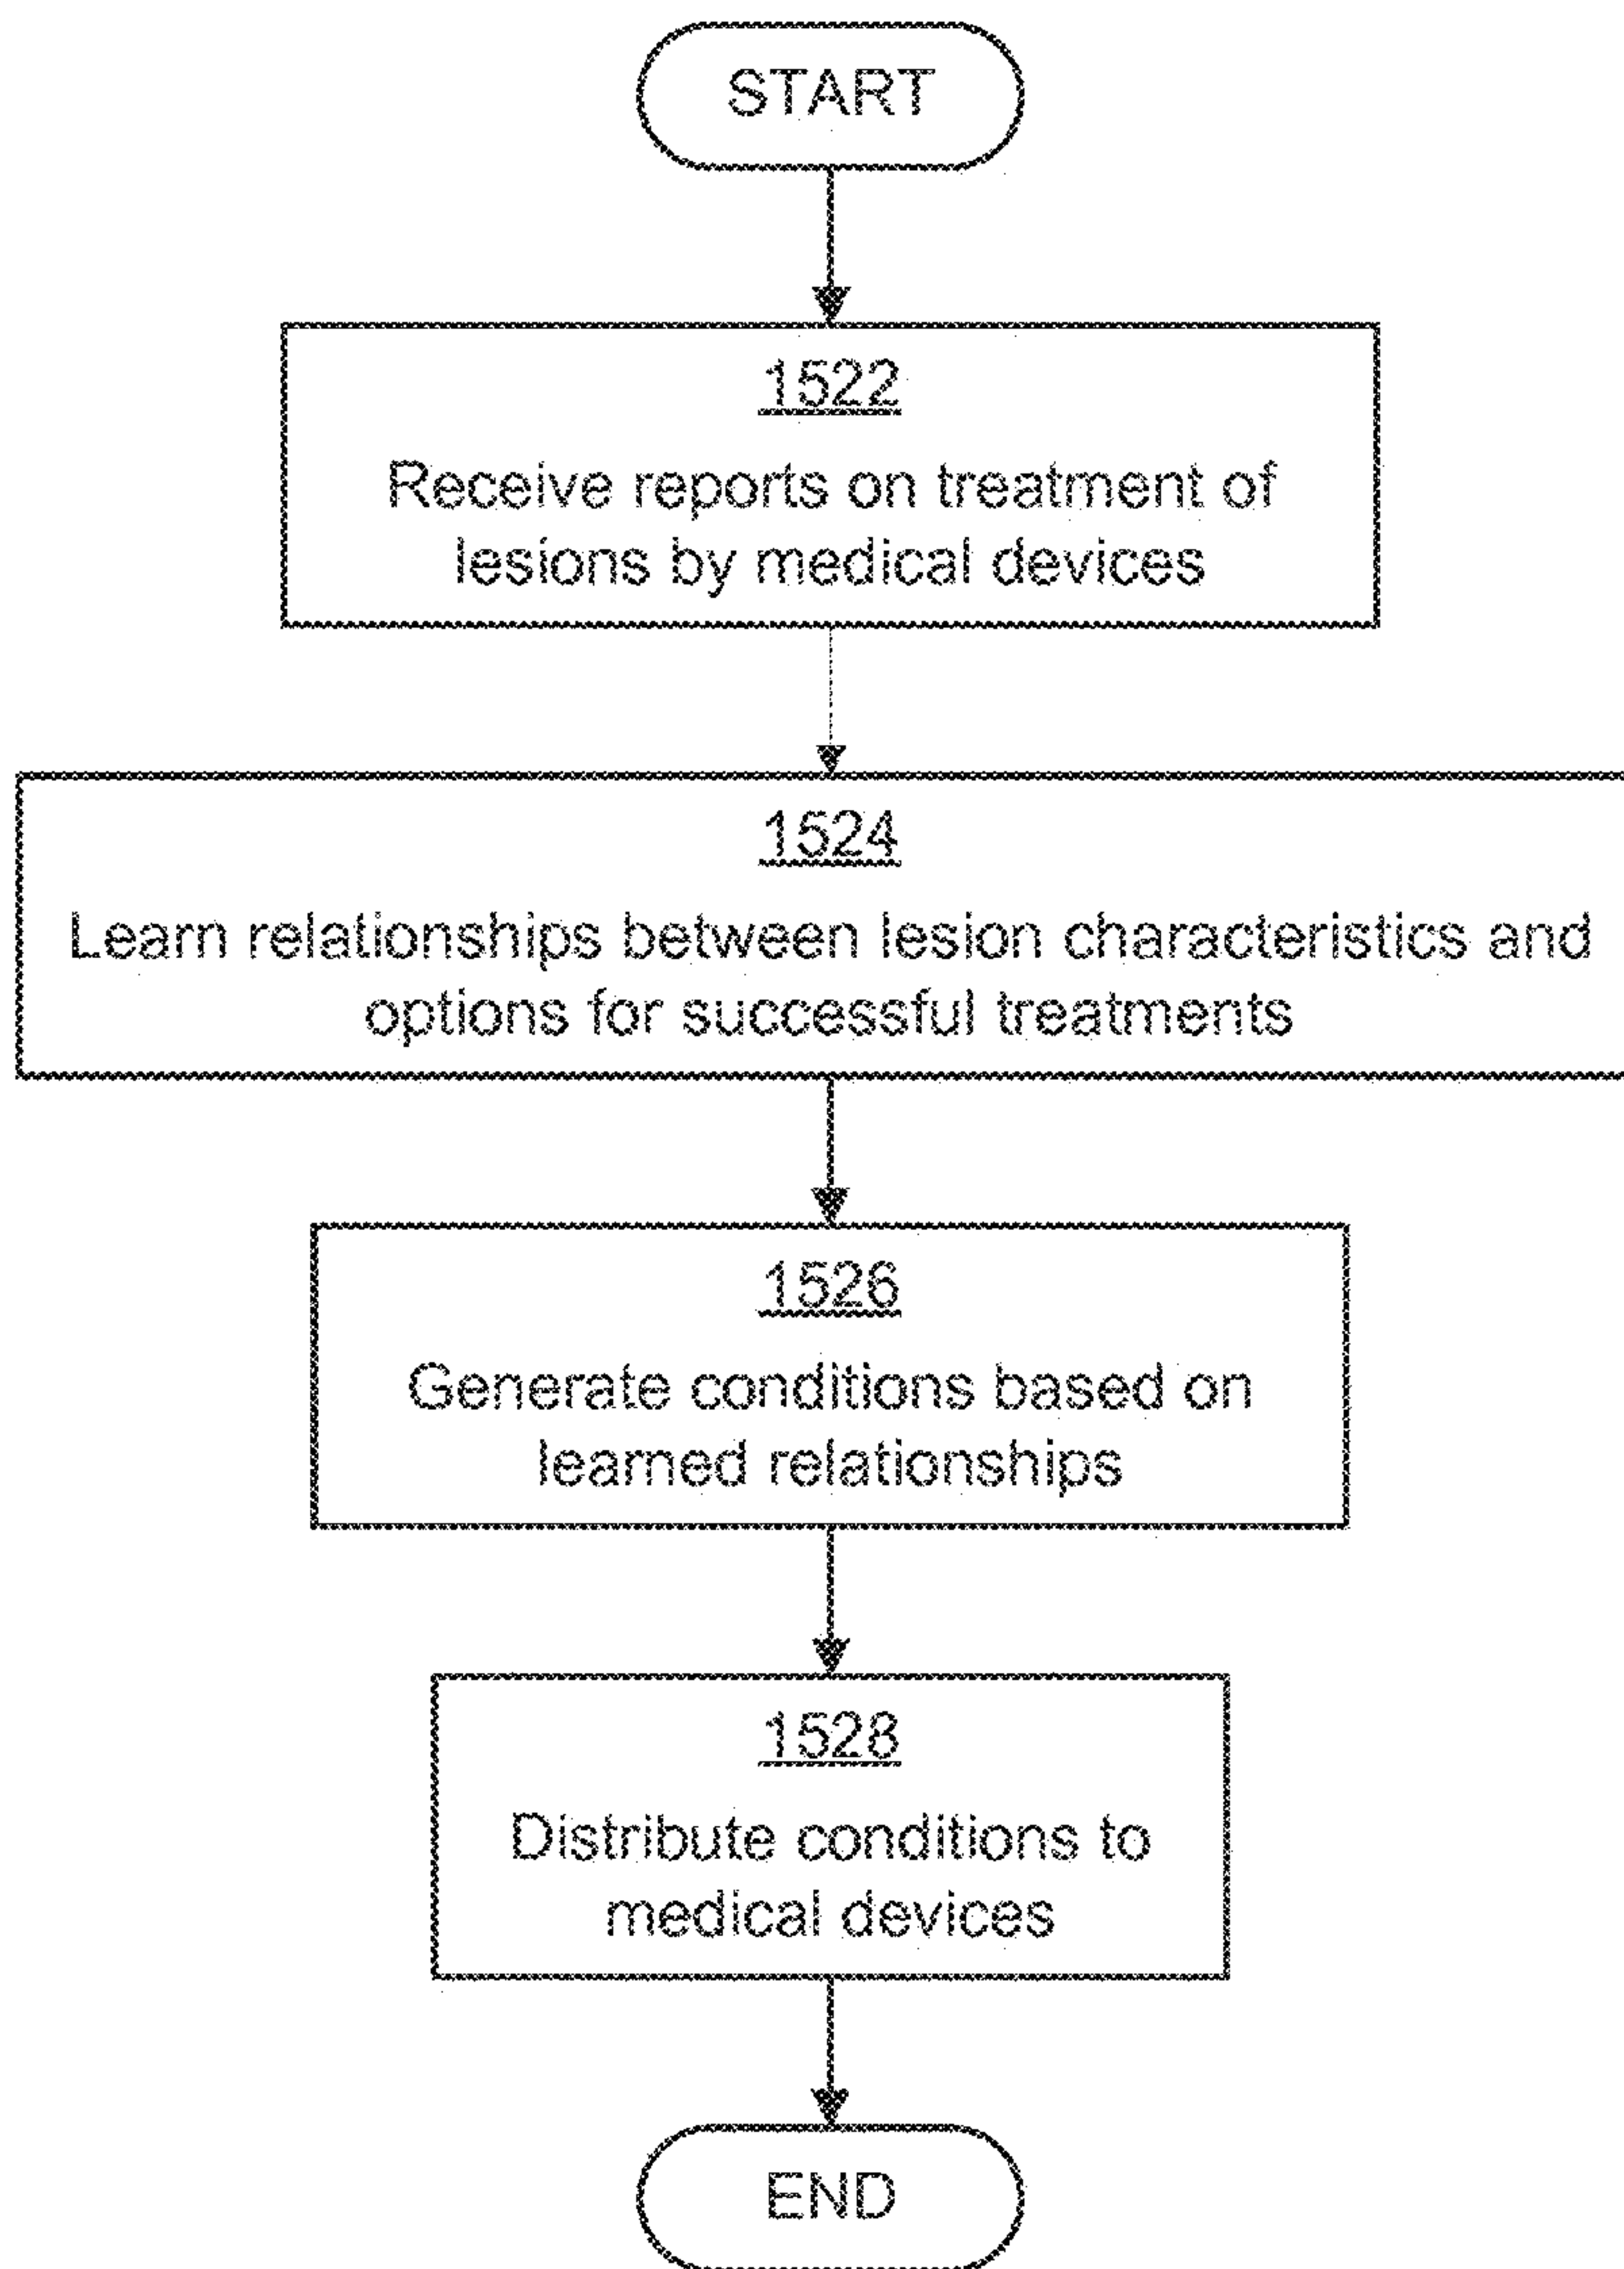 START
1522
Receive reports on treatment of
lesions by medical devices
1524
Learn relationships between lesion characteristics and
options for successful treatments
1526
Generate conditions based on
learned relationships
1528
Distribute conditions to
medical devices
END